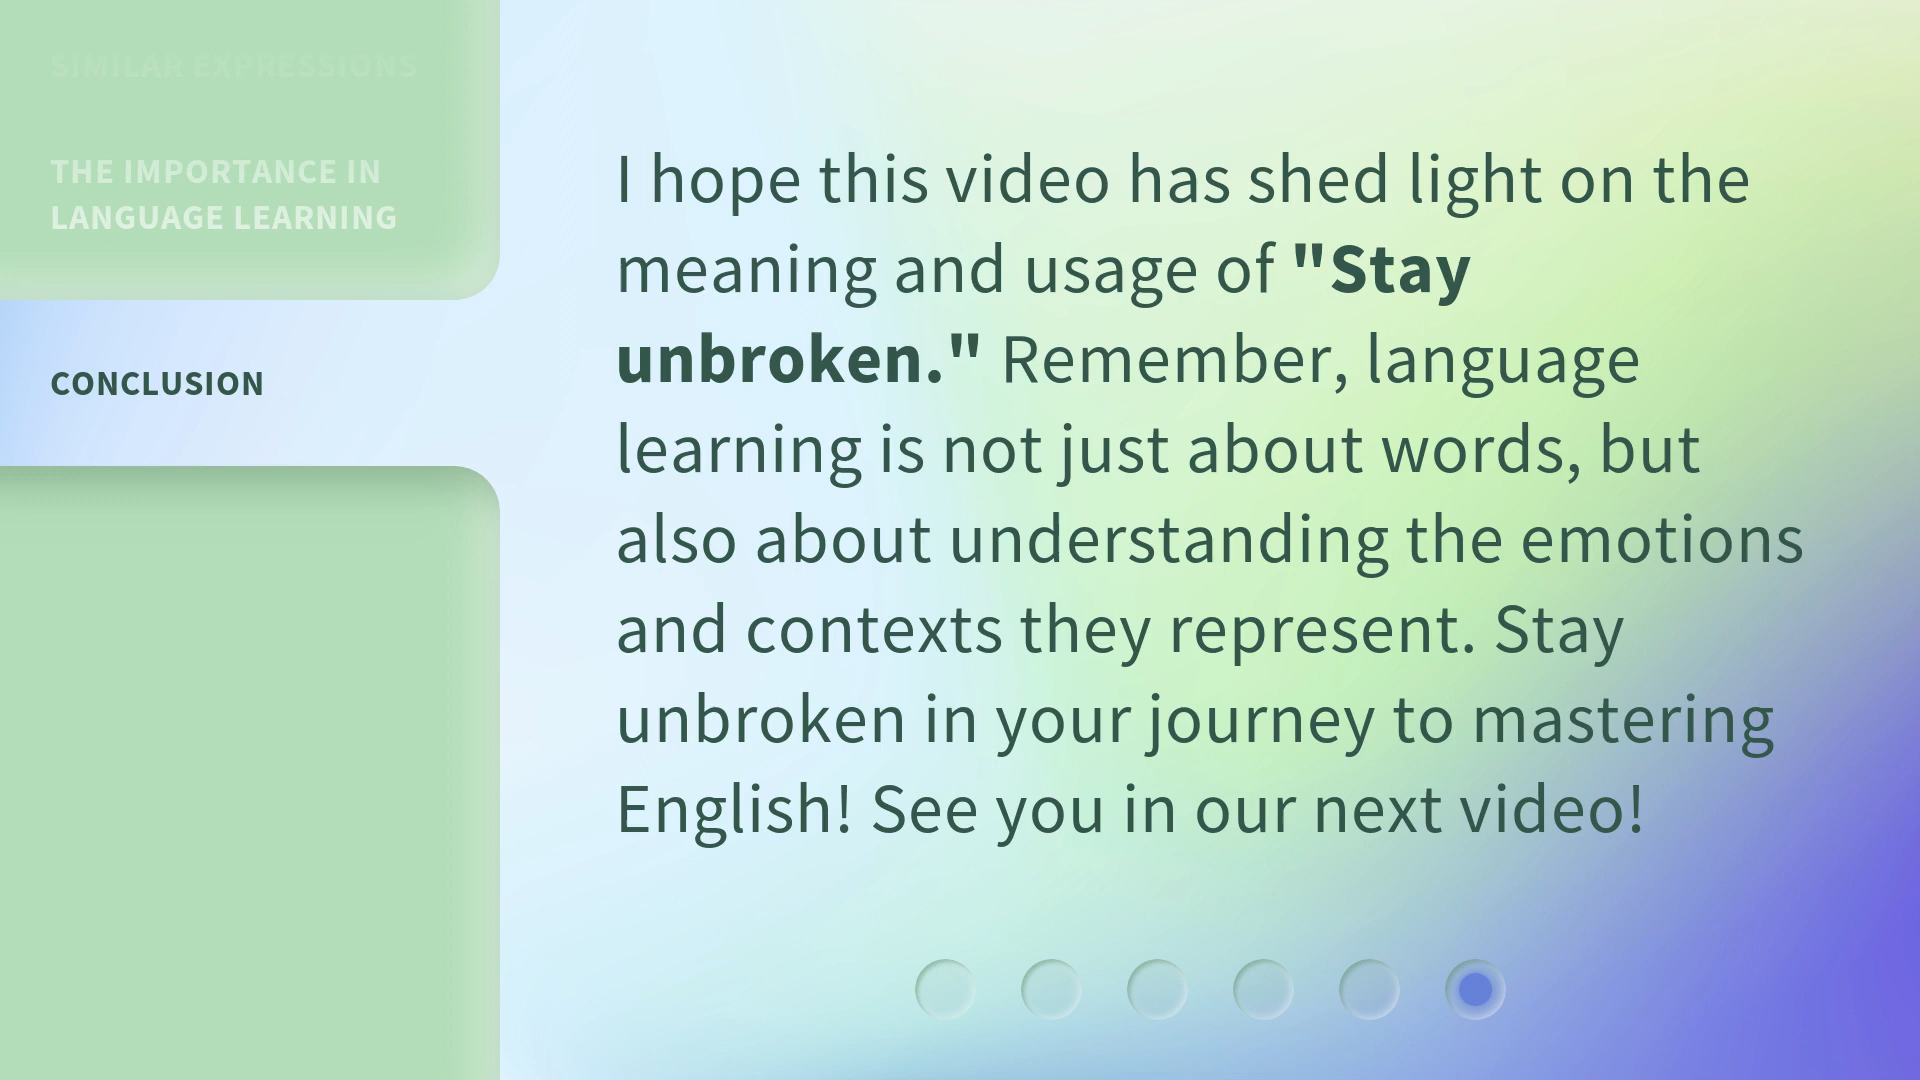 SIMILAR EXPRESSIONS
THE IMPORTANCE IN
LANGUAGE LEARNING
CONCLUSION
I hope this video has shed light on the
meaning and usage of "Stay
unbroken." Remember, language
learning is not just about words, but
also about understanding the emotions
and contexts they represent. Stay
unbroken in your journey to mastering
English! See you in our next video!